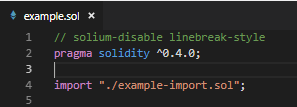 example.sol
1 // solium-disable linebreak-style
2 pragma solidity ^0.4.0;
3
4 import "./example-import.sol";
5